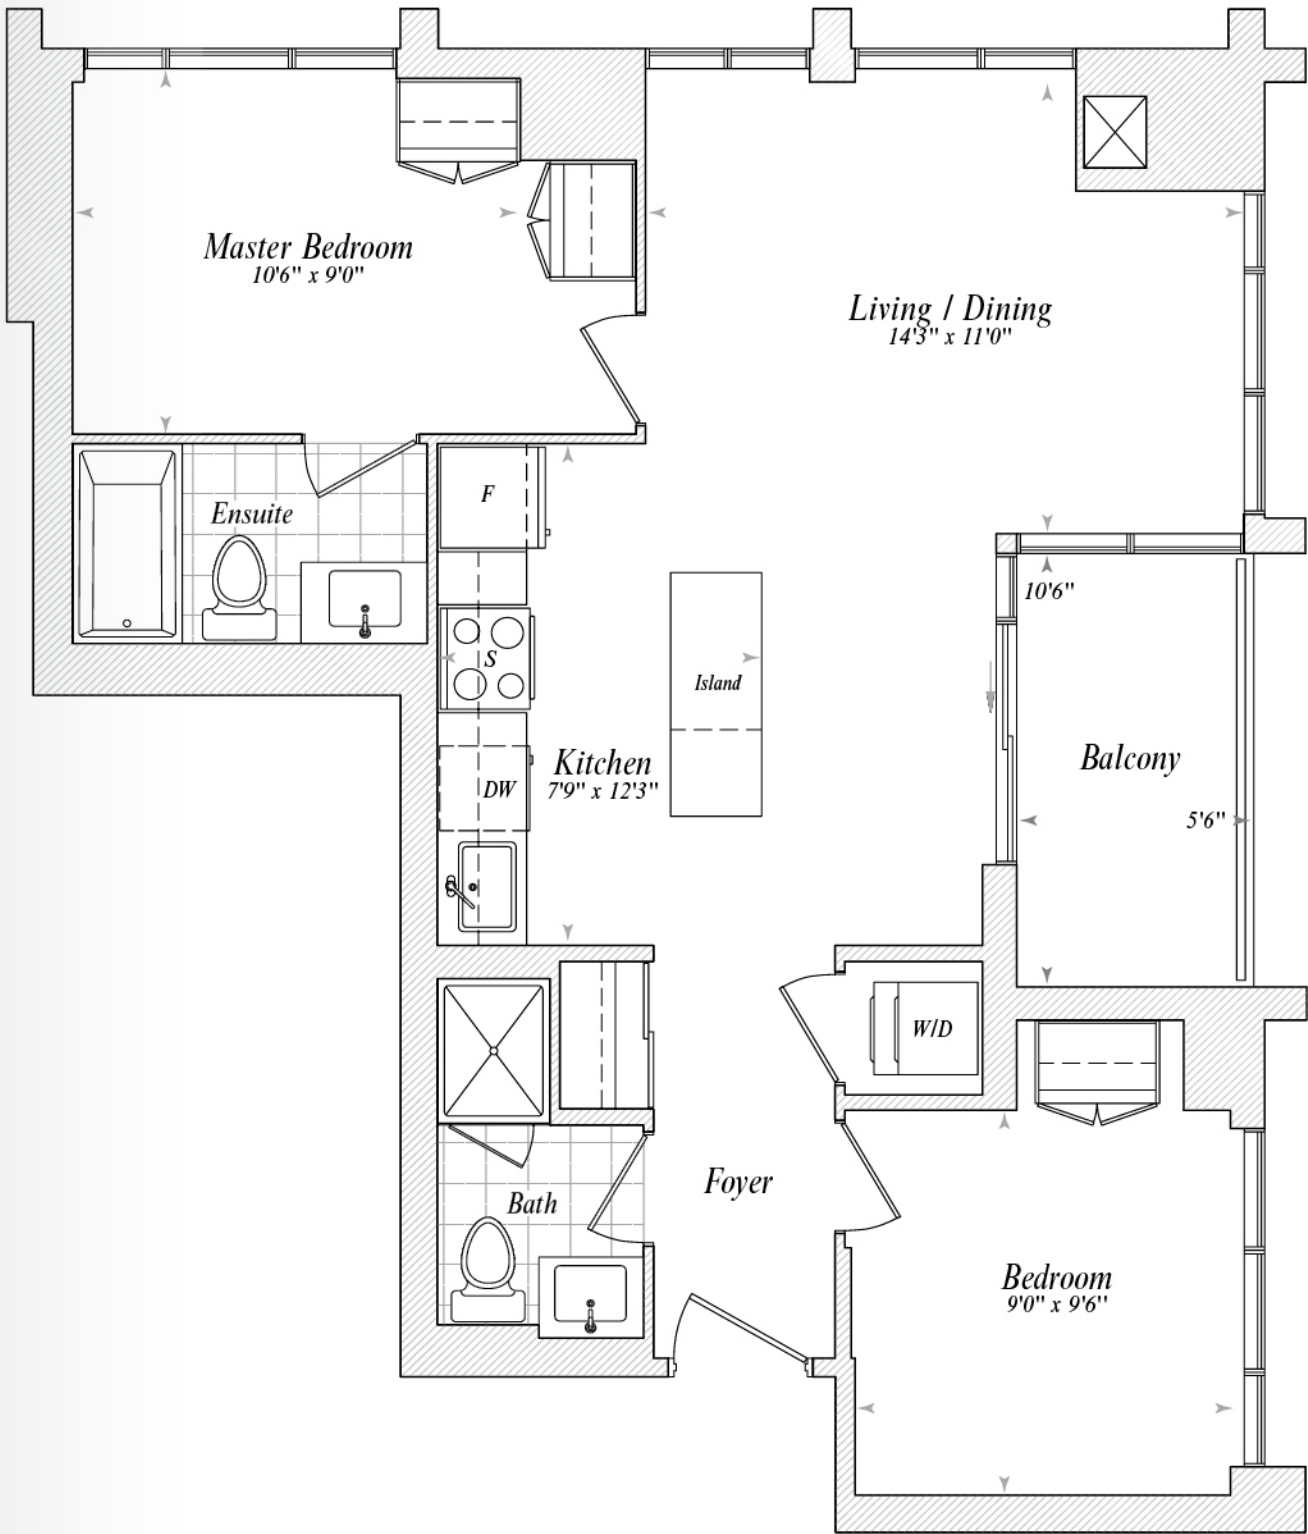 Master Bedroom
10'6" x 9'0"
Living / Dining
14'3" x 11'0"
F
Ensuite
10'6"
S
Island
Kitchen
7'9" x 12'3"
Balcony
DW
5'6"
W/D
Foyer
Bath
Bedroom
9'0" x 9'6"